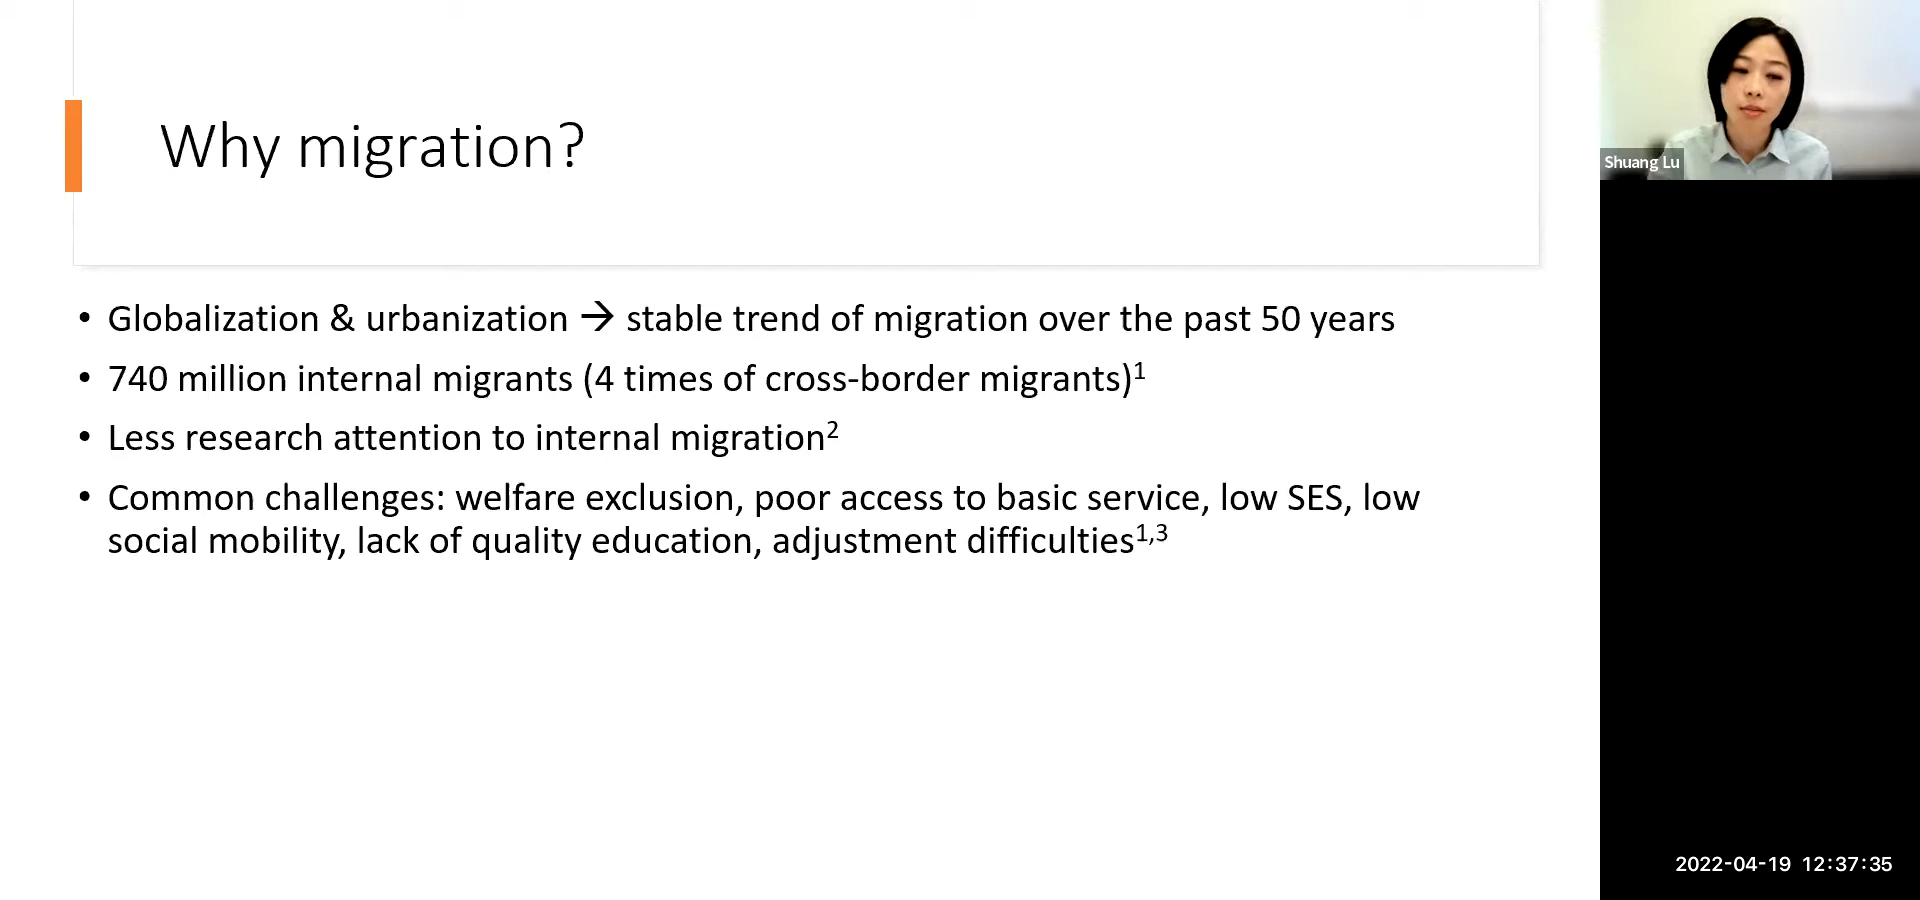 Why migration?
• Globalization & urbanization → stable trend of migration over the past 50 years
• 740 million internal migrants (4 times of cross-border migrants)1
• Less research attention to internal migration2
• Common challenges: welfare exclusion, poor access to basic service, low SES, low
social mobility, lack of quality education, adjustment difficulties1,3
Shuang Lu
2022-04-19 12:37:35